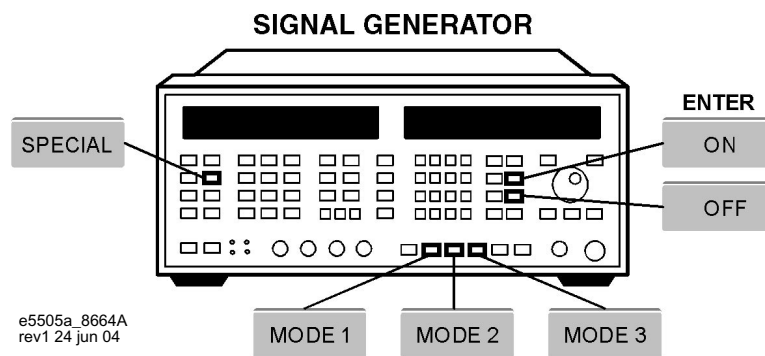 SIGNAL GENERATOR
ENTER
SPECIAL
ON
OFF
MODE 1
MODE 2
MODE 3
e5505a_8664A
rev1 24 jun 04